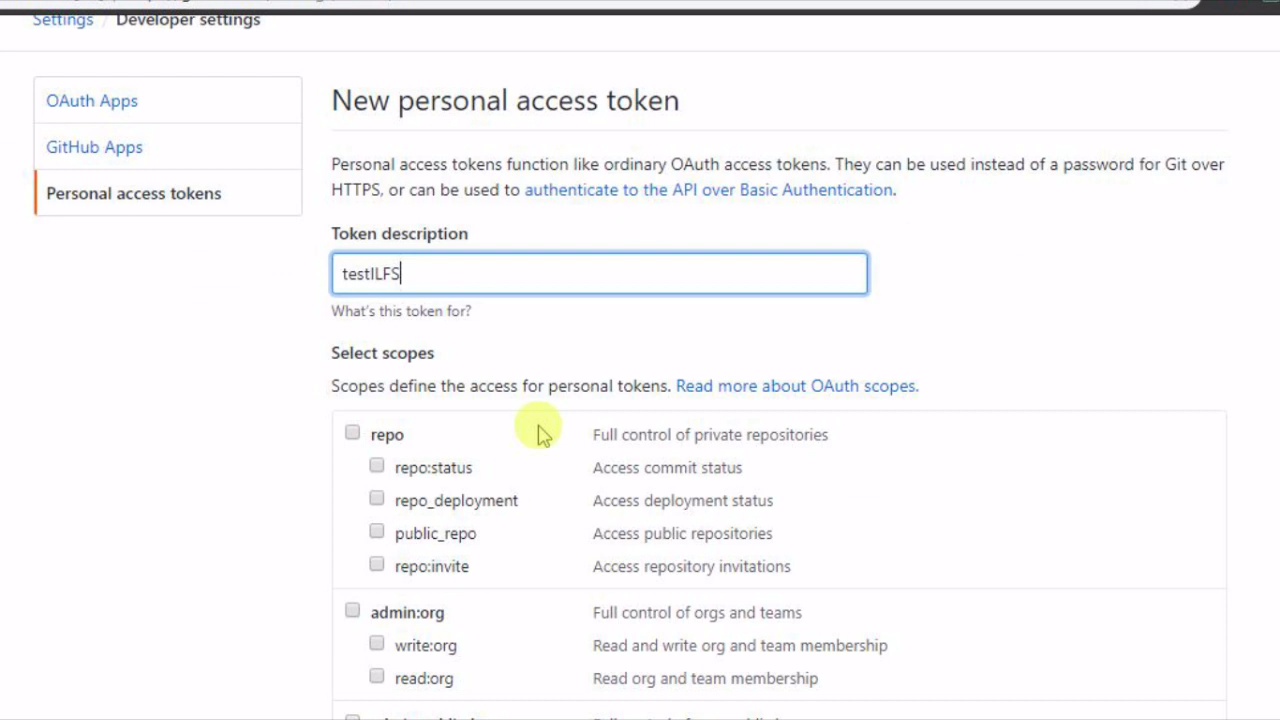 Settings / Developer settings
OAuth Apps
GitHub Apps
Personal access tokens
New personal access token
Personal access tokens function like ordinary OAuth access tokens. They can be used instead of a password for Git over
HTTPS, or can be used to authenticate to the API over Basic Authentication.
Token description
testILFS
What's this token for?
Select scopes
Scopes define the access for personal tokens. Read more about OAuth scopes.
repo Full control of private repositories
repo:status Access commit status
repo_deployment Access deployment status
public_repo Access public repositories
repo:invite Access repository invitations
admin:org Full control of orgs and teams
write:org Read and write org and team membership
read:org Read org and team membership